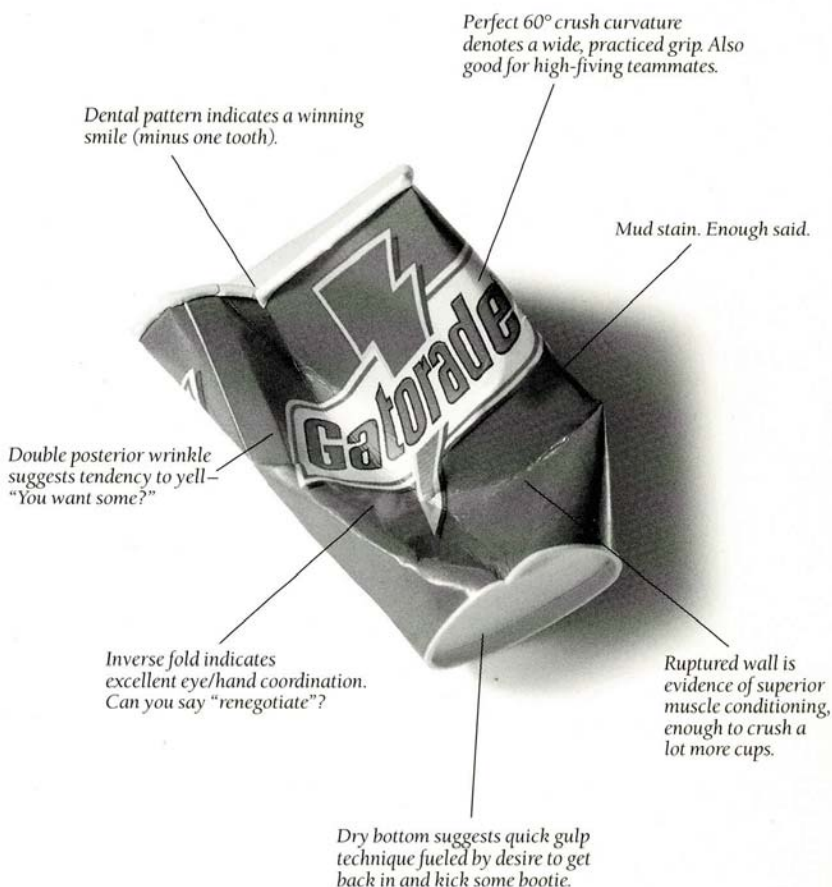 Perfect 60° crush curvature
denotes a wide, practiced grip. Also
good for high-fiving teammates.
Dental pattern indicates a winning
smile (minus one tooth).
Mud stain. Enough said.
Gatorade
Double posterior wrinkle
suggests tendency to yell–
“You want some?”
Inverse fold indicates
excellent eye/hand coordination.
Can you say “renegotiate”?
Ruptured wall is
evidence of superior
muscle conditioning,
enough to crush a
lot more cups.
Dry bottom suggests quick gulp
technique fueled by desire to get
back in and kick some bootie.